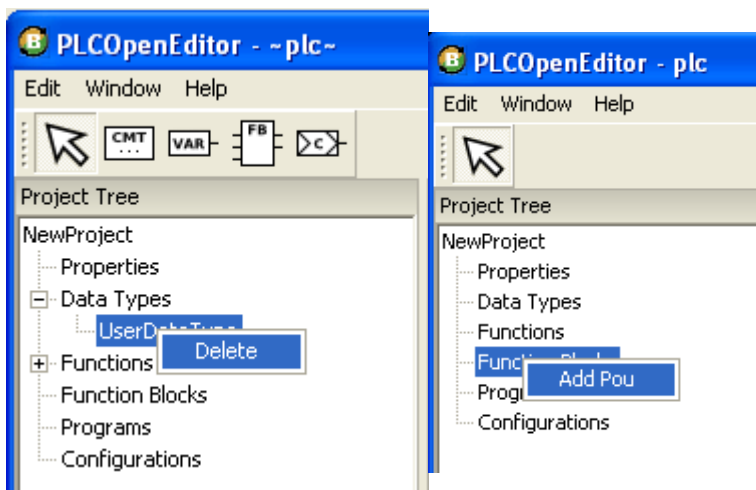 PLCOpenEditor - ~plc~
Edit Window Help
CMT
...
VAR
FB
C
Project Tree
NewProject
Properties
Data Types
Delete
Functions
Function Blocks
Programs
Configurations
PLCOpenEditor - plc
Edit Window Help
Project Tree
NewProject
Properties
Data Types
Functions
Add Pou
Configurations